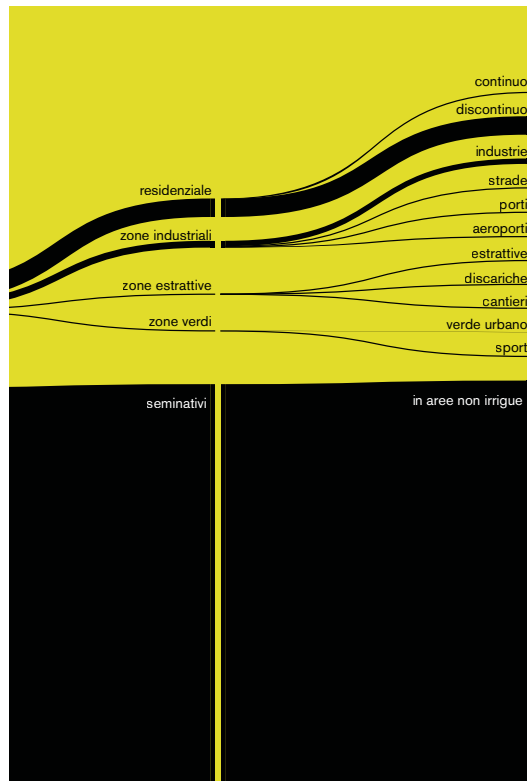 continuo
discontinuo
industrie
residenziale
strade
porti
zone industriali
aeroporti
estrattive
zone estrattive
discariche
cantieri
zone verdi
verde urbano
sport
seminativi
in aree non irrigue